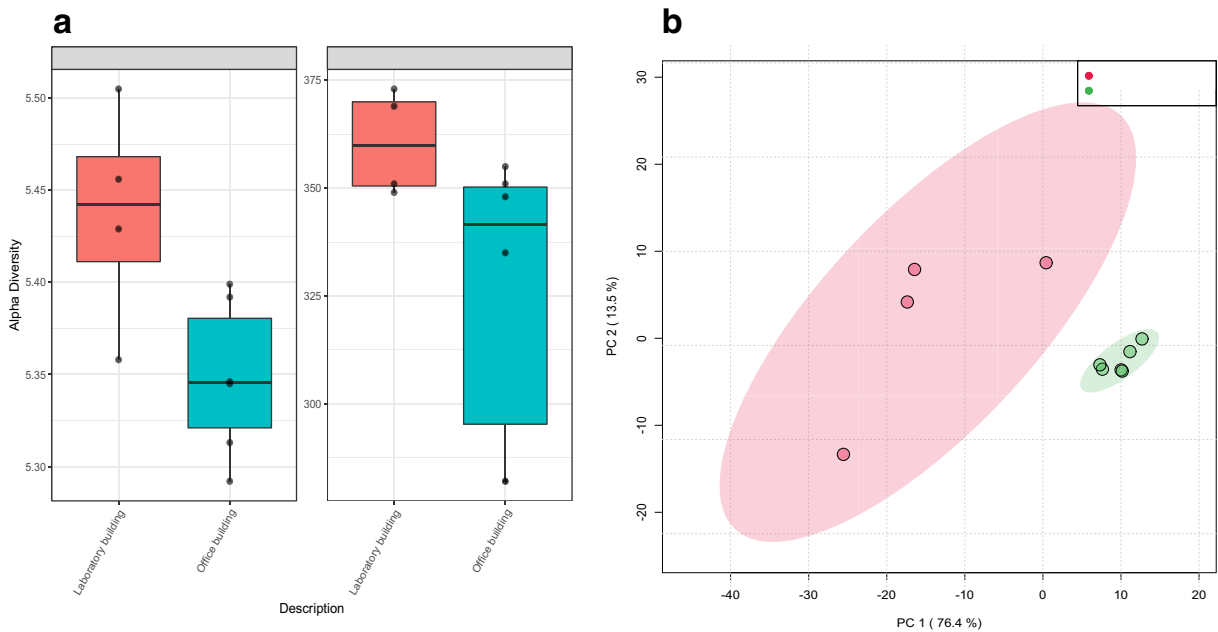 a
Alpha Diversity
5.50
5.45
5.40
5.35
5.30
375
350
325
300
Laboratory building
Office building
Laboratory building
Office building
Description
b
PC 2 ( 13.5 %)
30
20
10
0
-10
-20
-40
-30
-20
-10
0
10
20
PC 1 ( 76.4 %)